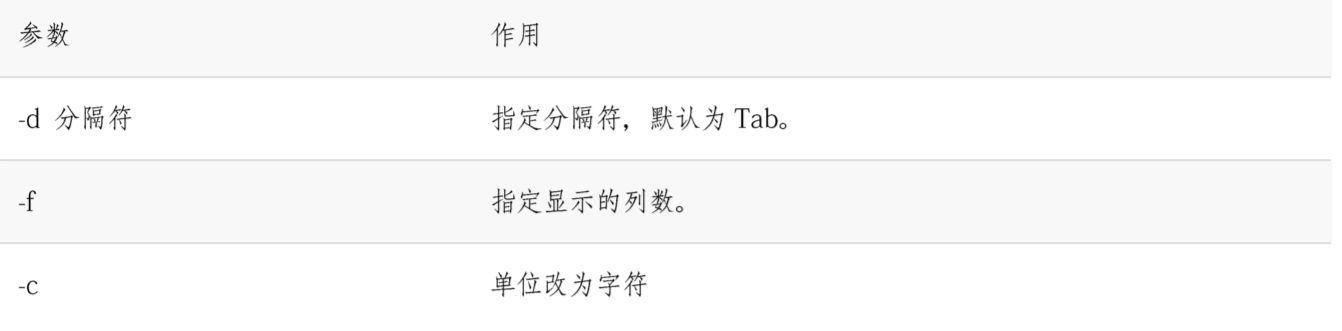 参数 作用
-d 分隔符 指定分隔符，默认为 Tab。
-f 指定显示的列数。
-c 单位改为字符